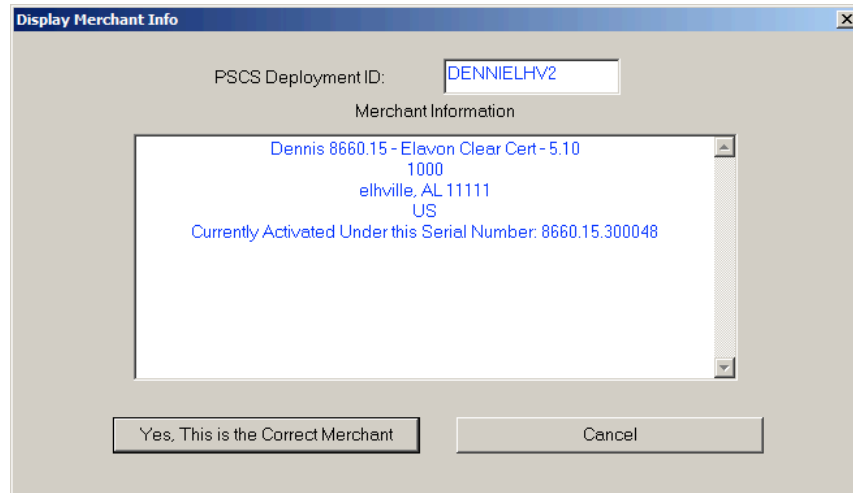 Display Merchant Info
PSCS Deployment ID: DENNIELHV2
Merchant Information
Dennis 8660.15 - Elavon Clear Cert - 5.10
1000
elhville, AL 11111
US
Currently Activated Under this Serial Number: 8660.15.300048
Yes, This is the Correct Merchant Cancel